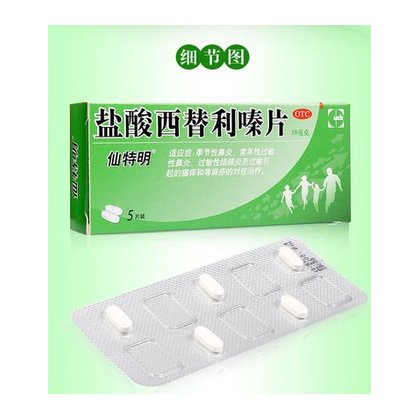 细节图
盐酸西替利嗪片
OTC
10毫克
ucb
仙特明®
适应症:季节性鼻炎、常年性过敏
性鼻炎、过敏性结膜炎及过敏引
起的瘙痒和荨麻疹的对症治疗。
5片装